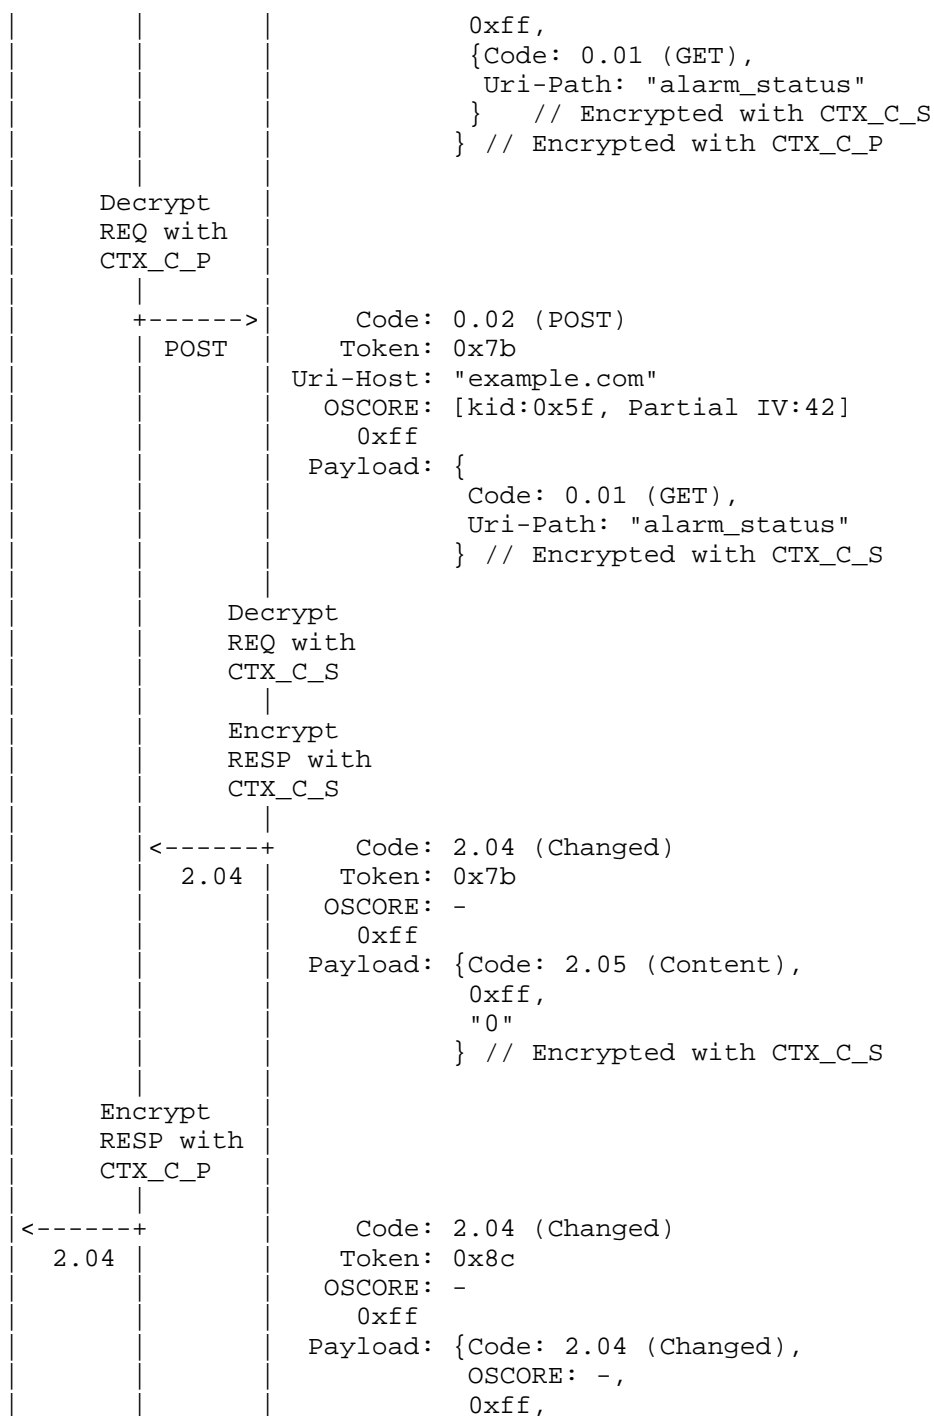 |       |       |            0xff,
|       |       |            {Code: 0.01 (GET),
|       |       |             Uri-Path: "alarm_status"
|       |       |            }   // Encrypted with CTX_C_S
|       |       |           } // Encrypted with CTX_C_P
|       |       |
|     Decrypt   |
|     REQ with  |
|     CTX_C_P   |
|       |       |
|       +------>|     Code: 0.02 (POST)
|       | POST  |    Token: 0x7b
|       |       | Uri-Host: "example.com"
|       |       |   OSCORE: [kid:0x5f, Partial IV:42]
|       |       |     0xff
|       |       |  Payload: {
|       |       |            Code: 0.01 (GET),
|       |       |            Uri-Path: "alarm_status"
|       |       |           } // Encrypted with CTX_C_S
|       |       |
|       |     Decrypt
|       |     REQ with
|       |     CTX_C_S
|       |       |
|       |     Encrypt
|       |     RESP with
|       |     CTX_C_S
|       |       |
|       |<------+     Code: 2.04 (Changed)
|       |  2.04 |    Token: 0x7b
|       |       |   OSCORE: -
|       |       |     0xff
|       |       |  Payload: {Code: 2.05 (Content),
|       |       |            0xff,
|       |       |            "0"
|       |       |           } // Encrypted with CTX_C_S
|       |       |
|     Encrypt   |
|     RESP with |
|     CTX_C_P   |
|       |       |
|<------+       |     Code: 2.04 (Changed)
|  2.04 |       |    Token: 0x8c
|       |       |   OSCORE: -
|       |       |     0xff
|       |       |  Payload: {Code: 2.04 (Changed),
|       |       |            OSCORE: -,
|       |       |            0xff,